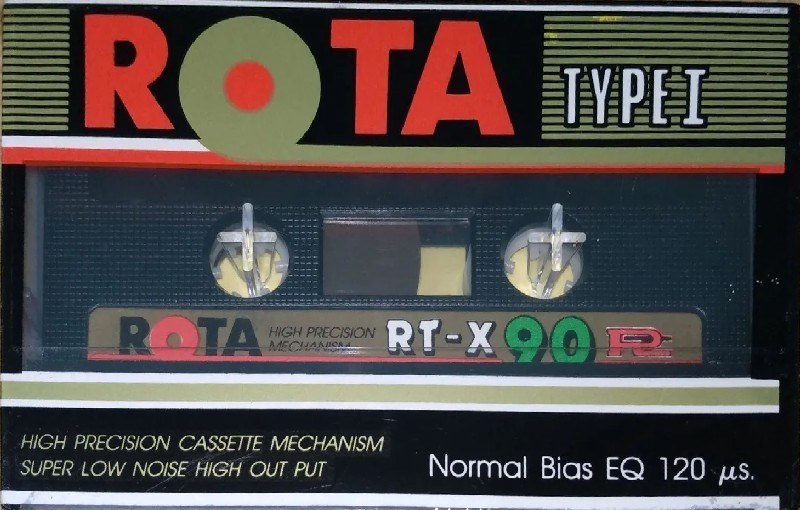 ROTA
TYPE I
ROTA HIGH PRECISION MECHANISM RT-X 90
HIGH PRECISION CASSETTE MECHANISM
SUPER LOW NOISE HIGH OUT PUT
Normal Bias EQ 120 μs.